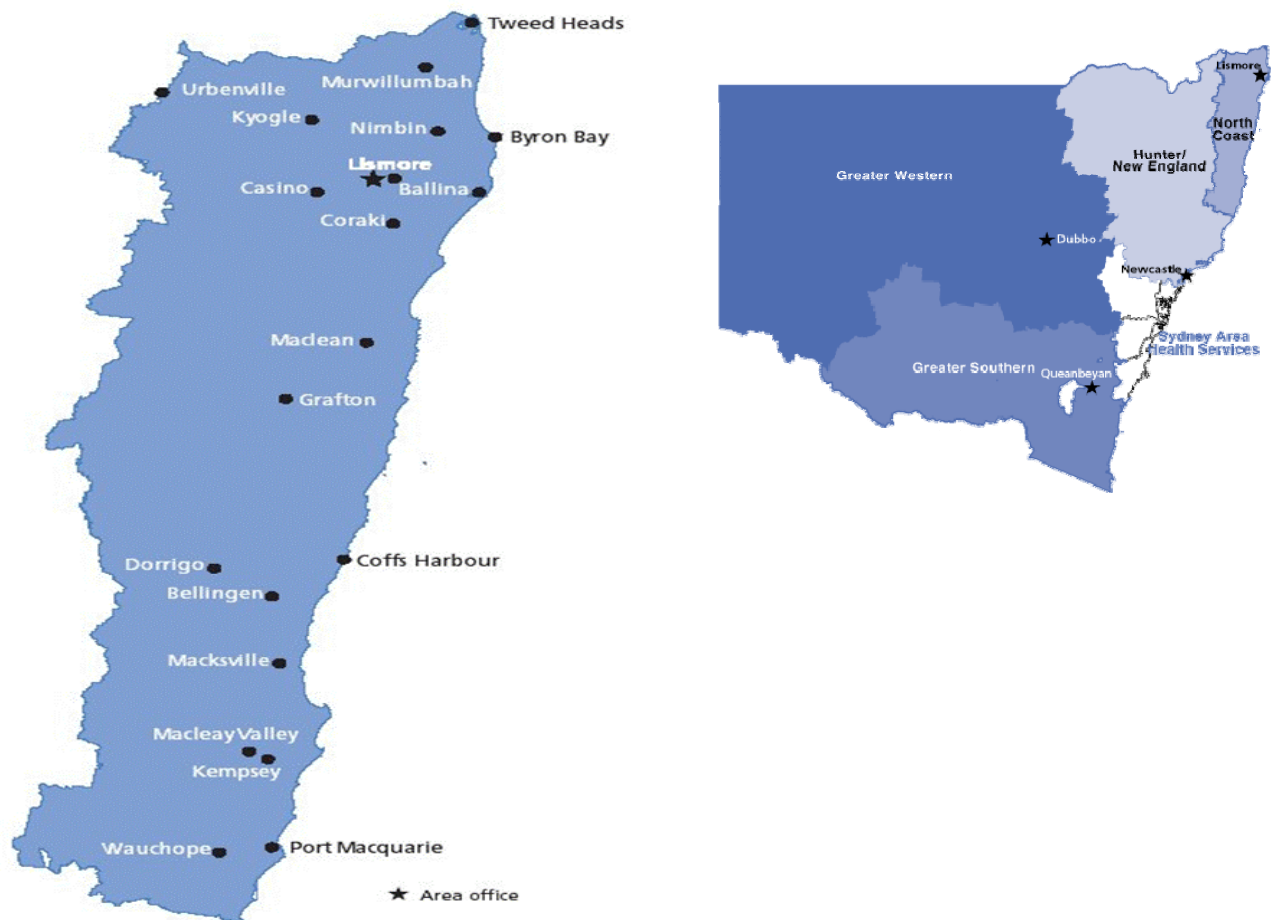 Tweed Heads
Murwillumbah
Urbenville
Kyogle
Nimbin
Byron Bay
Lismore
Casino
Ballina
Coraki
Maclean
Grafton
Coffs Harbour
Dorrigo
Bellingen
Macksville
Macleay Valley
Kempsey
Wauchope
Port Macquarie
Area office
Lismore
North
Coast
Hunter/
New England
Greater Western
Dubbo
Newcastle
Sydney Area
Health Services
Greater Southern
Queanbeyan